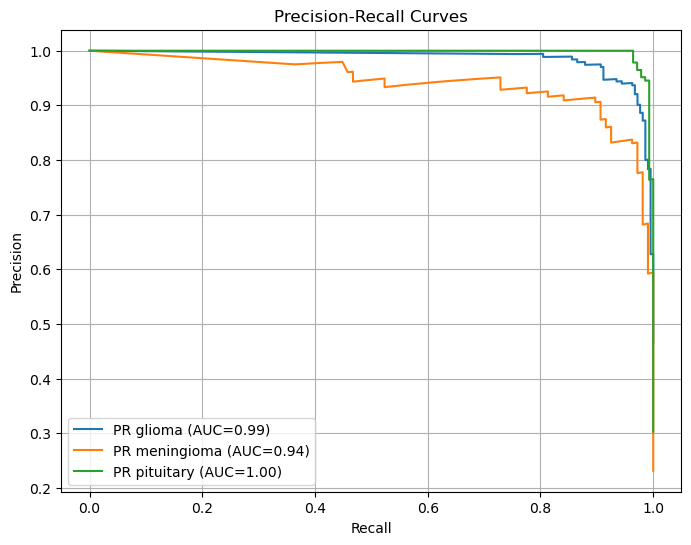 Precision-Recall Curves
Precision
1.0
0.9
0.8
0.7
0.6
0.5
0.4
0.3
0.2
PR glioma (AUC=0.99)
PR meningioma (AUC=0.94)
PR pituitary (AUC=1.00)
0.0
0.2
0.4
0.6
0.8
1.0
Recall